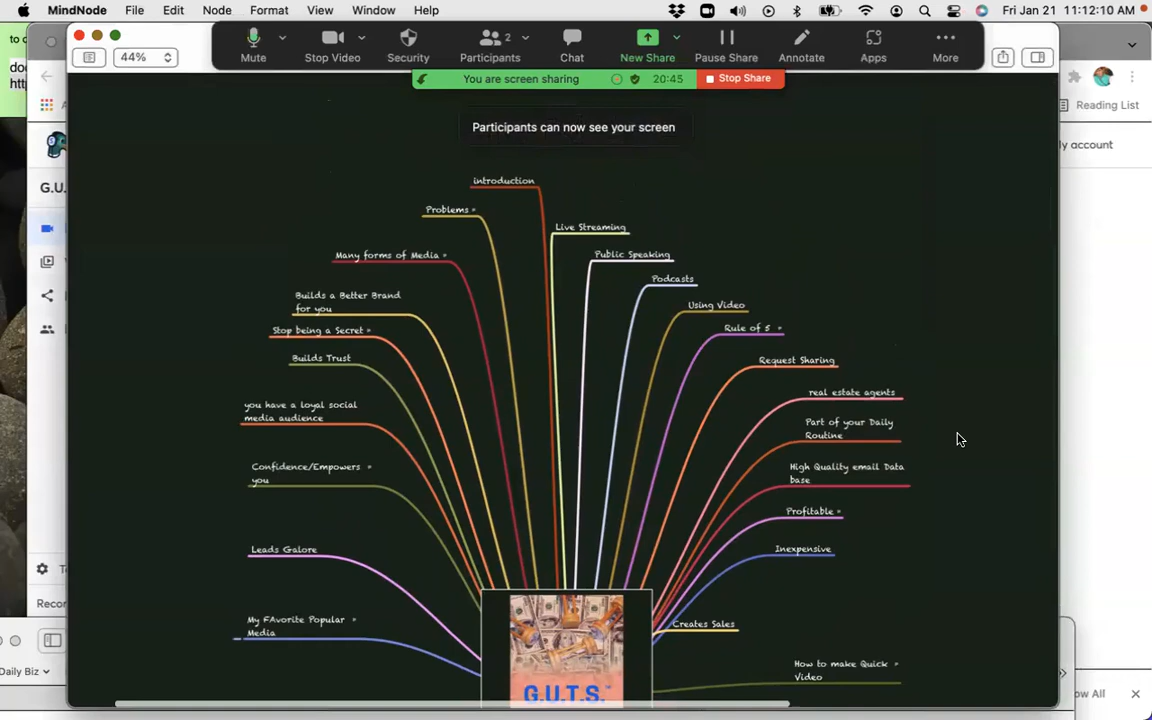 MindNode File Edit Node Format View Window Help Fri Jan 21 11:12:10 AM
44%
Mute Stop Video Security Participants 2 Chat New Share Pause Share Annotate Apps More
You are screen sharing 20:45 Stop Share
Participants can now see your screen
to c
doc
http
A
G.U.
Reading List
y account
introduction
Problems
Live Streaming
Many forms of Media
Public Speaking
Podcasts
Builds a Better Brand
for you
Using Video
Stop being a Secret
Rule of 5
Builds Trust
Request Sharing
real estate agents
you have a loyal social
media audience
Part of your Daily
Routine
Confidence/Empowers
you
High Quality email Data
base
Profitable
Leads Galore
Inexpensive
My FAvorite Popular
Media
Creates Sales
How to make Quick
Video
G.U.T.S.™
To
Recor
Daily Biz
ow All